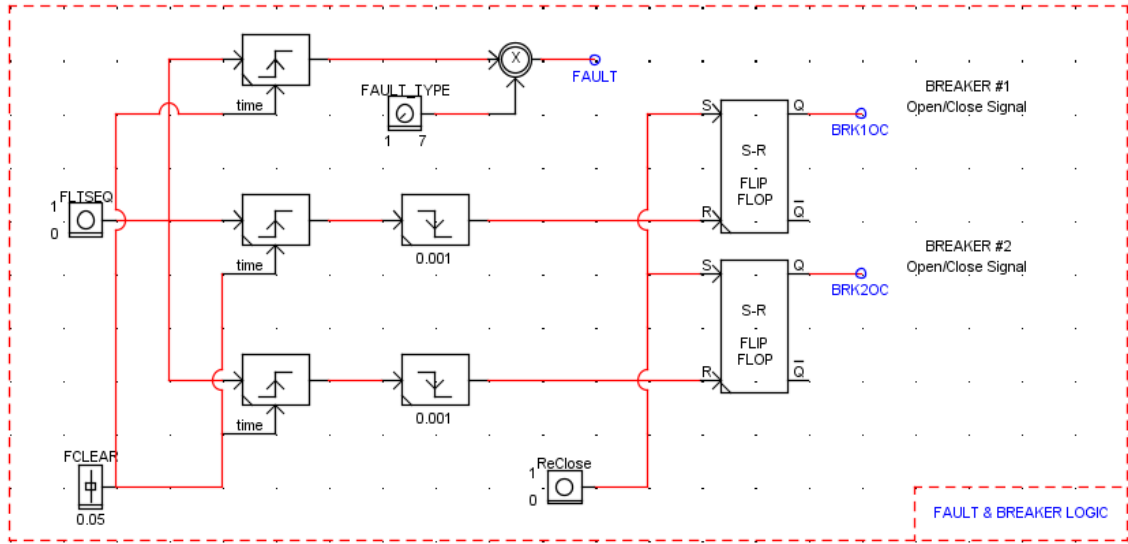 time
X
FAULT
FAULT_TYPE
1 7
BREAKER #1
Open/Close Signal
S Q
BRK1OC
S-R
FLIP
FLOP
R Q
FLTSEQ
1
0
time
0.001
BREAKER #2
Open/Close Signal
S Q
BRK2OC
S-R
FLIP
FLOP
R Q
time
0.001
FCLEAR
0.05
ReClose
1
0
FAULT & BREAKER LOGIC